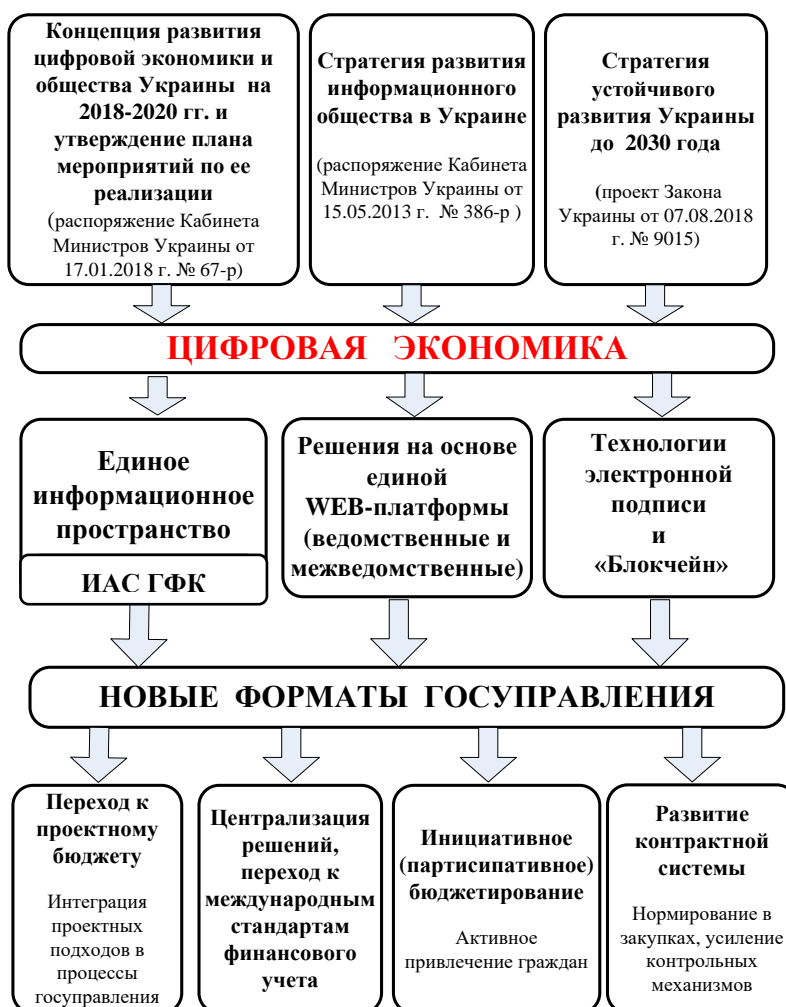 Концепция развития
цифровой экономики и
общества Украины на
2018-2020 гг. и
утверждение плана
мероприятий по ее
реализации
(распоряжение Кабинета
Министров Украины от
17.01.2018 г. № 67-р)
Стратегия развития
информационного
общества в Украине
(распоряжение Кабинета
Министров Украины от
15.05.2013 г. № 386-р )
Стратегия
устойчивого
развития Украины
до 2030 года
(проект Закона
Украины от 07.08.2018
г. № 9015)
ЦИФРОВАЯ ЭКОНОМИКА
Единое
информационное
пространство
ИАС ГФК
Решения на основе
единой
WEB-платформы
(ведомственные и
межведомственные)
Технологии
электронной
подписи
и
«Блокчейн»
НОВЫЕ ФОРМАТЫ ГОСУПРАВЛЕНИЯ
Переход к
проектному
бюджету
Интеграция
проектных
подходов в
процессы
госуправления
Централизация
решений,
переход к
международным
стандартам
финансового
учета
Инициативное
(партисипативное)
бюджетирование
Активное
привлечение граждан
Развитие
контрактной
системы
Нормирование в
закупках, усиление
контрольных
механизмов